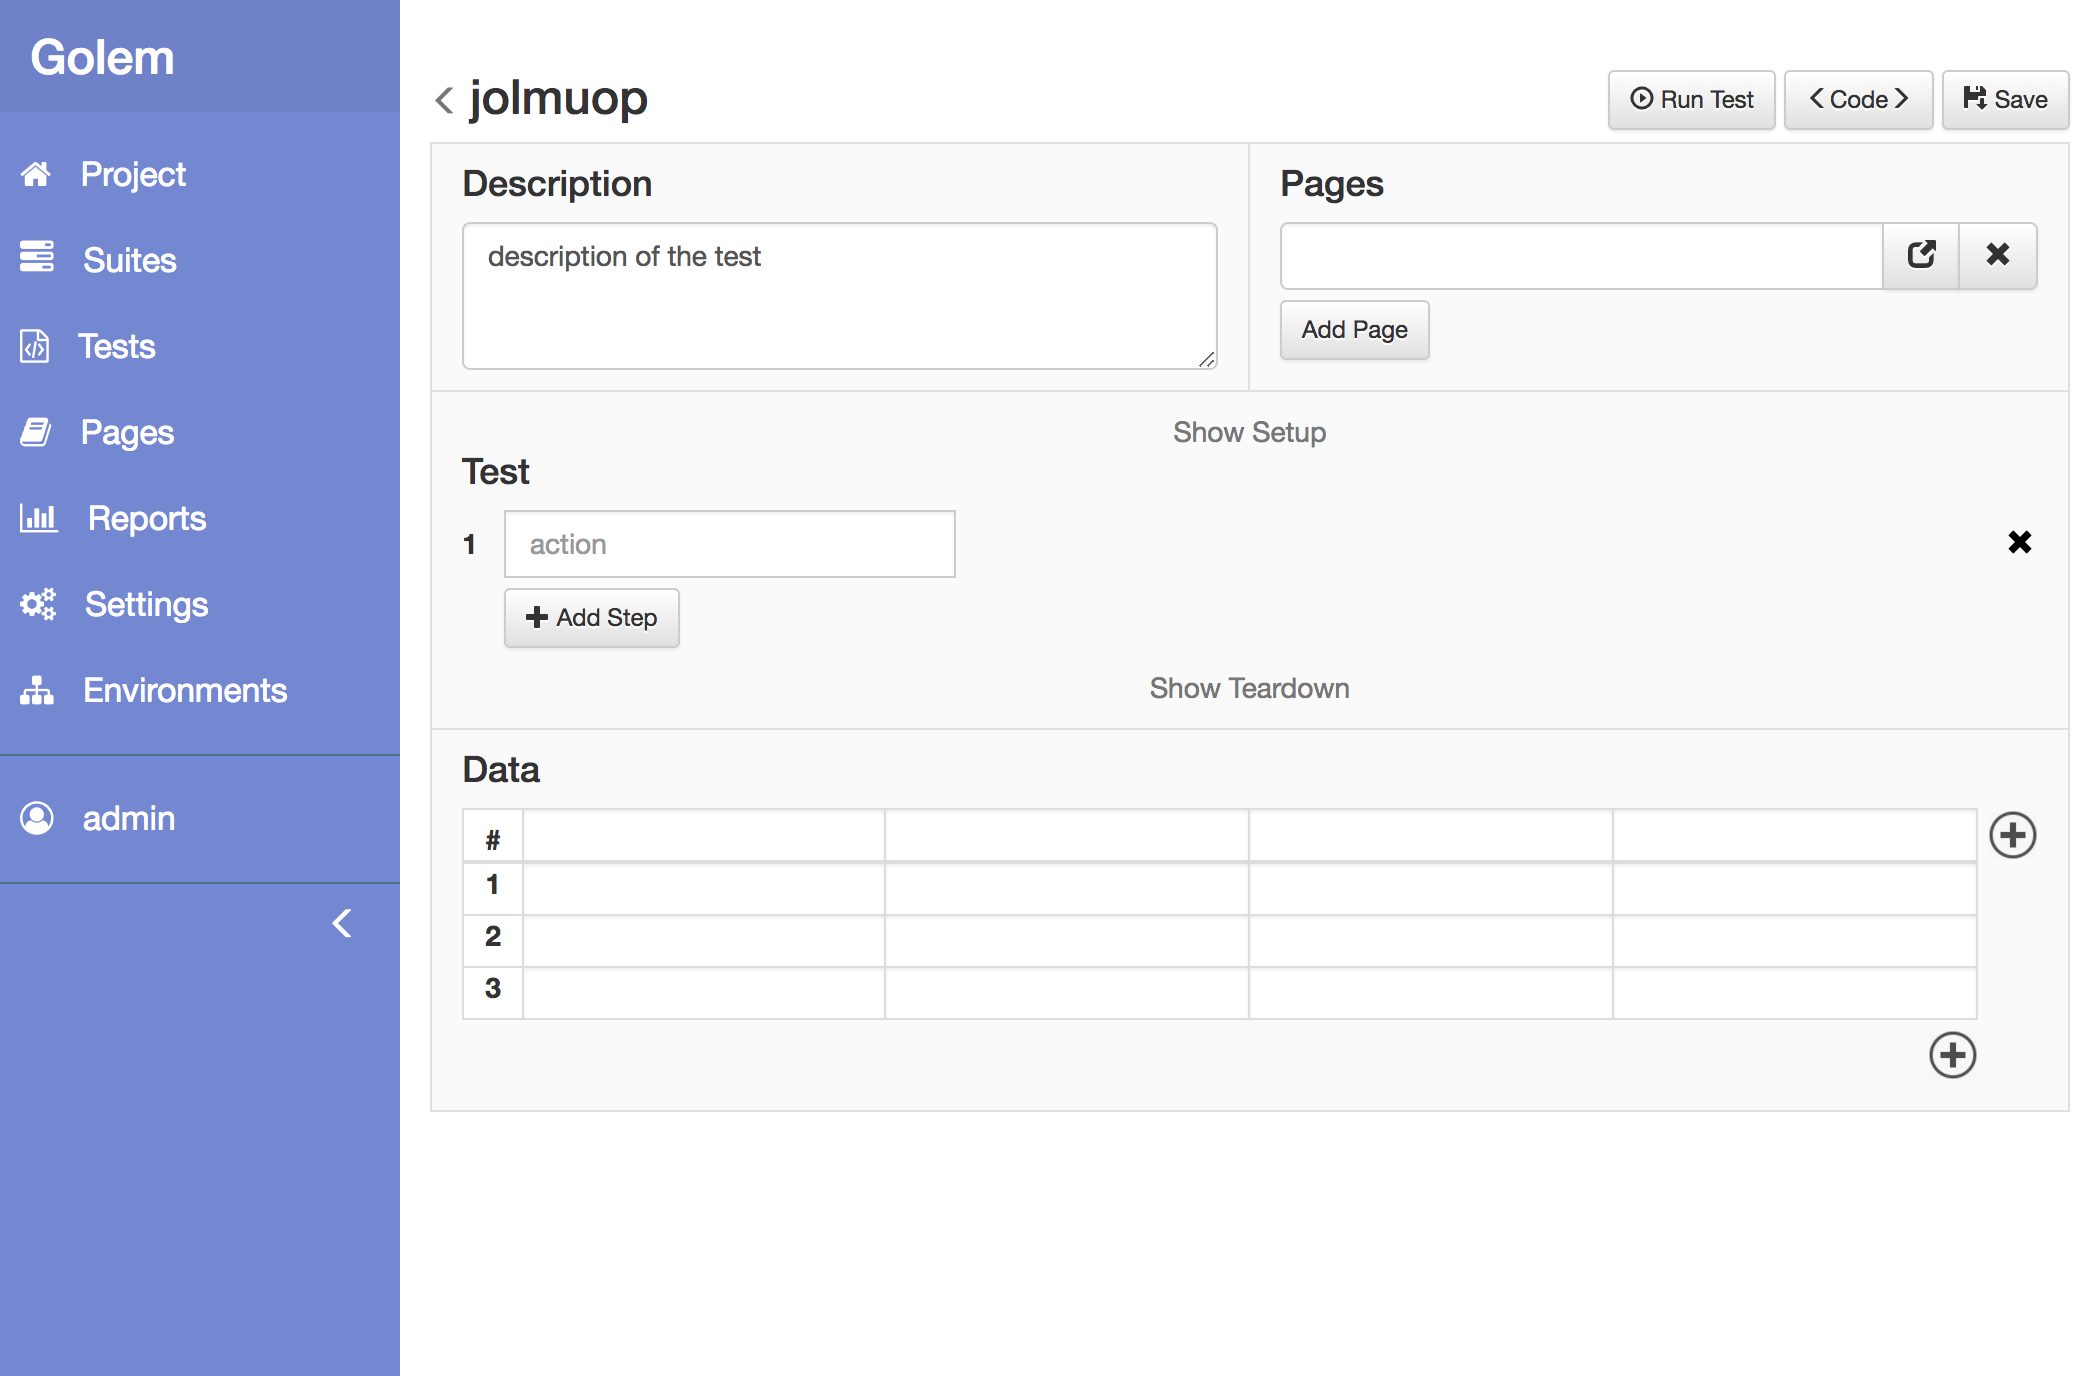 Golem
Project
Suites
Tests
Pages
Reports
Settings
Environments
admin
jolmuop
Run Test
Code
Save
Description
description of the test
Pages
Add Page
Show Setup
Test
1 action
Add Step
Show Teardown
Data
#
1
2
3